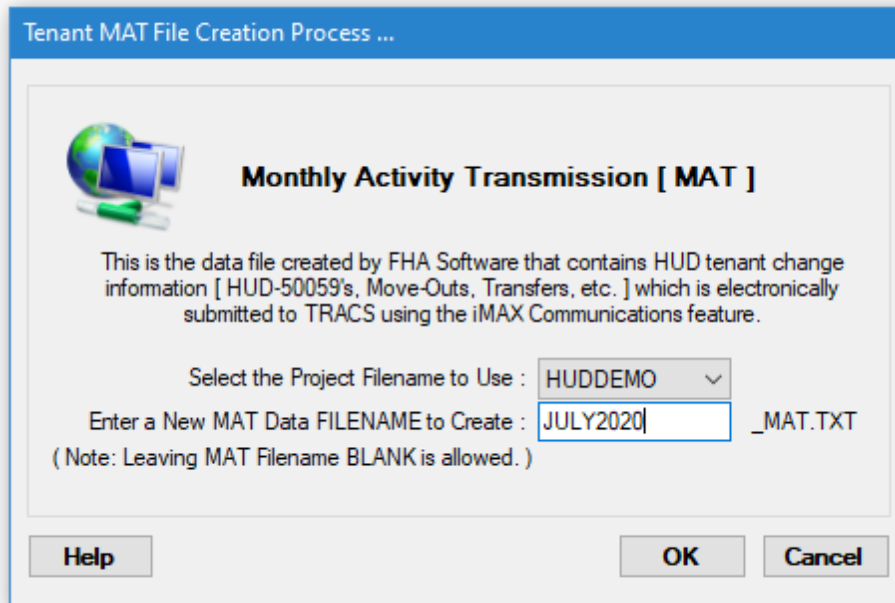 Tenant MAT File Creation Process ...
Monthly Activity Transmission [ MAT ]
This is the data file created by FHA Software that contains HUD tenant change
information [ HUD-50059's, Move-Outs, Transfers, etc. ] which is electronically
submitted to TRACS using the iMAX Communications feature.
Select the Project Filename to Use : HUDDEMO
Enter a New MAT Data FILENAME to Create : JULY2020 _MAT.TXT
( Note: Leaving MAT Filename BLANK is allowed. )
Help OK Cancel